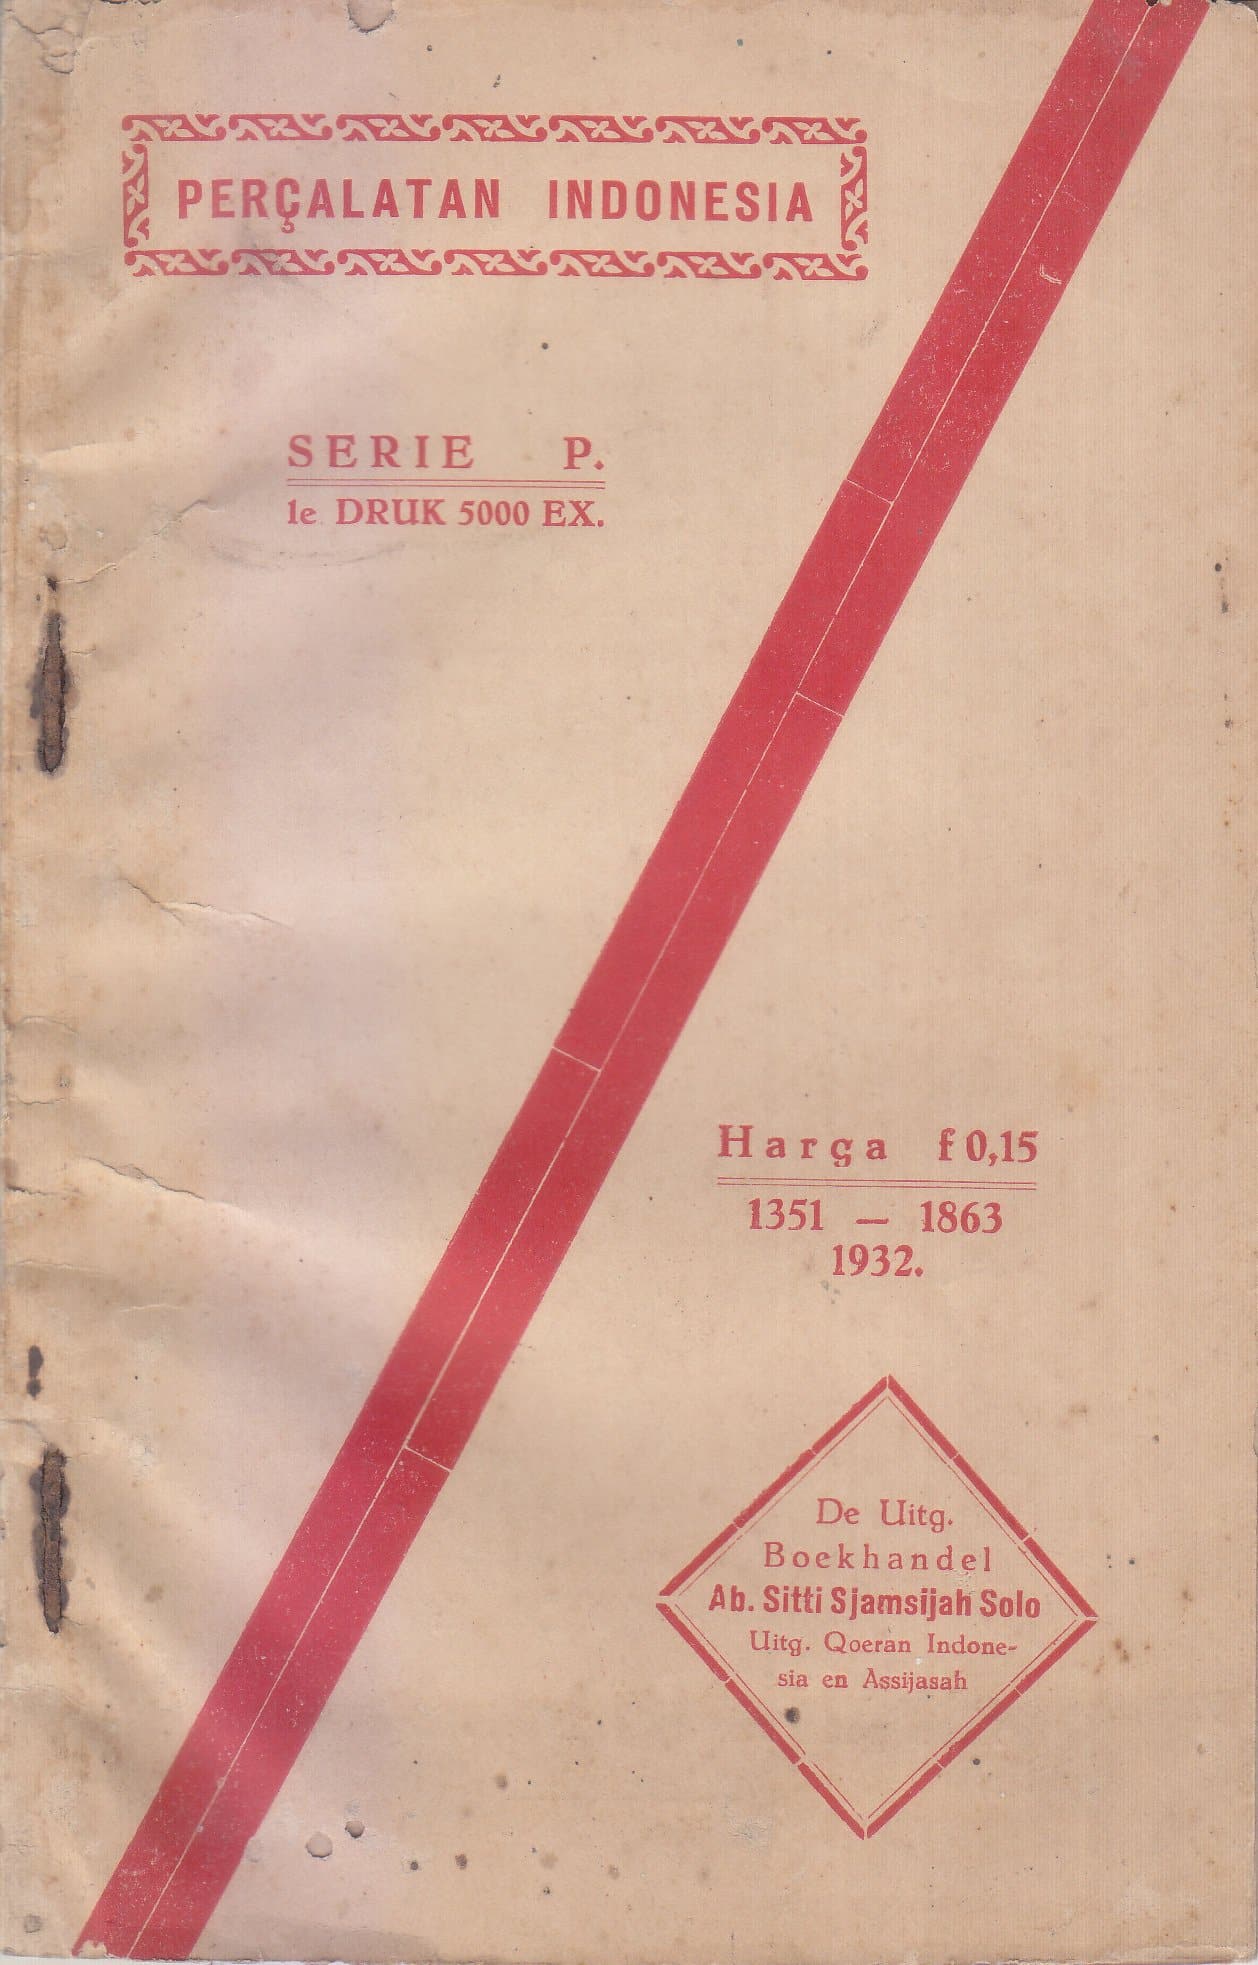 PERÇALATAN INDONESIA
SERIE P.
1e DRUK 5000 EX.
Harga f 0,15
1351 — 1863
1932.
De Uitg.
Boekhandel
Ab. Sitti Sjamsijah Solo
Uitg. Qoeran Indone-
sia en Assijasah